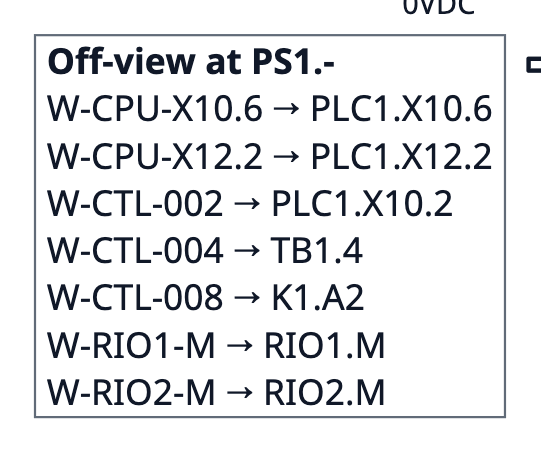 0VDC
Off-view at PS1.-
W-CPU-X10.6 → PLC1.X10.6
W-CPU-X12.2 → PLC1.X12.2
W-CTL-002 → PLC1.X10.2
W-CTL-004 → TB1.4
W-CTL-008 → K1.A2
W-RIO1-M → RIO1.M
W-RIO2-M → RIO2.M